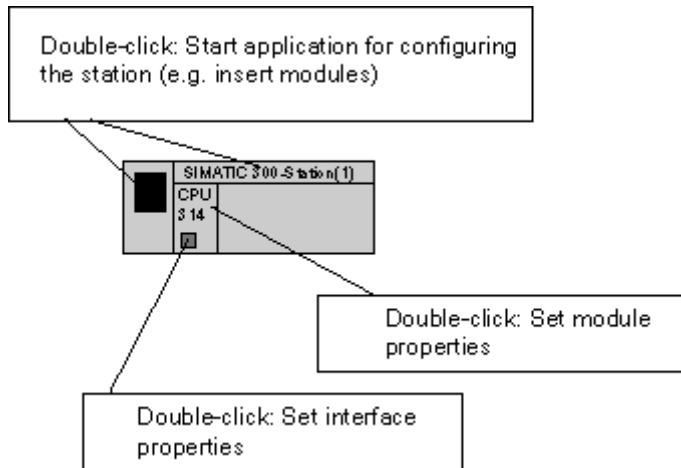 Double-click: Start application for configuring
the station (e.g. insert modules)
SIMATIC 300-Station(1)
CPU
314
Double-click: Set module
properties
Double-click: Set interface
properties